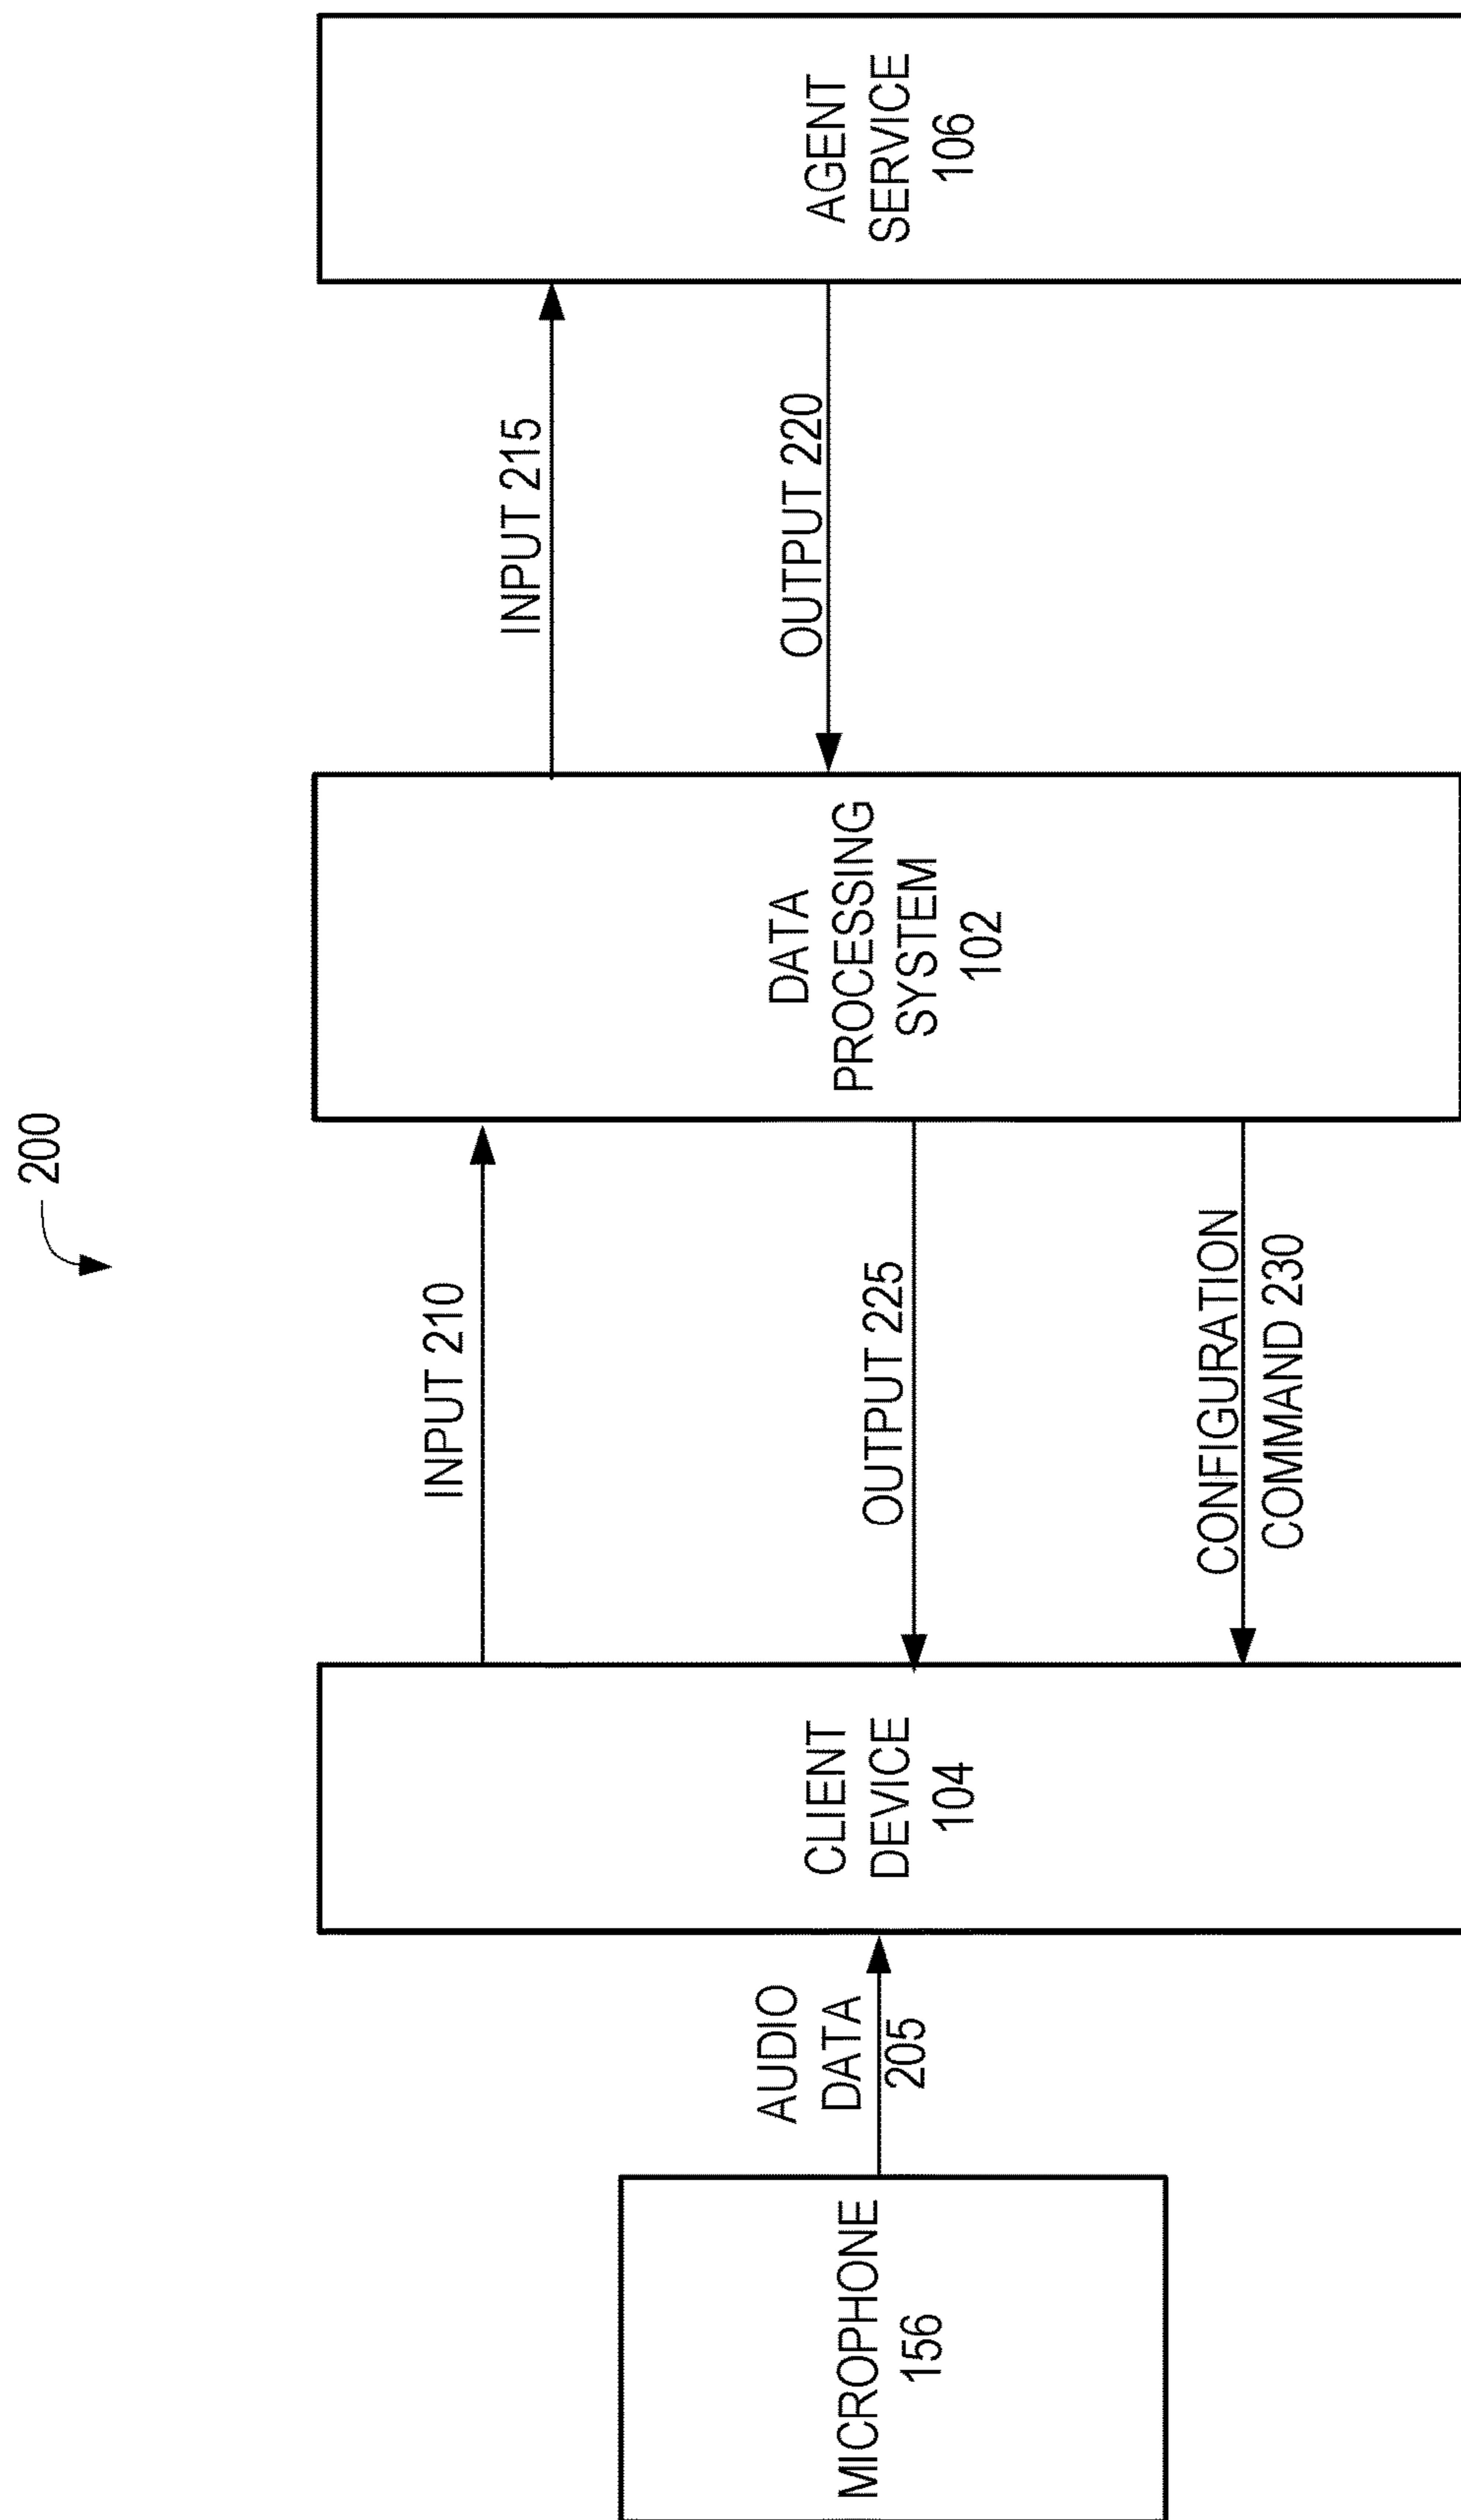 200
INPUT 210
INPUT 215
AUDIO
DATA
205
OUTPUT 225
OUTPUT 220
CONFIGURATION
COMMAND 230
MICROPHONE
156
CLIENT
DEVICE
104
DATA
PROCESSING
SYSTEM
102
AGENT
SERVICE
106